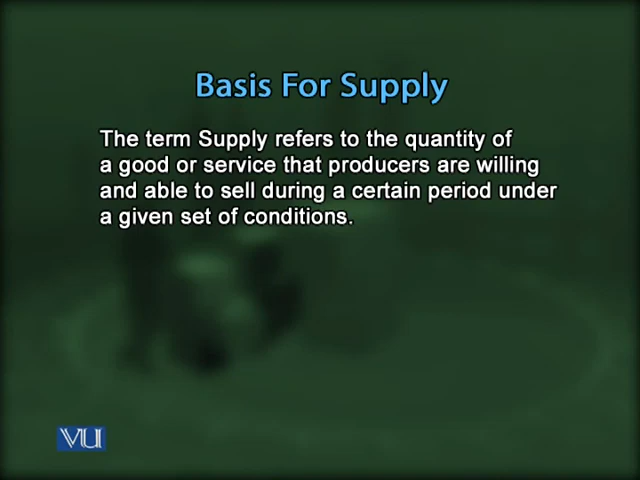 Basis For Supply
The term Supply refers to the quantity of
a good or service that producers are willing
and able to sell during a certain period under
a given set of conditions.
VU